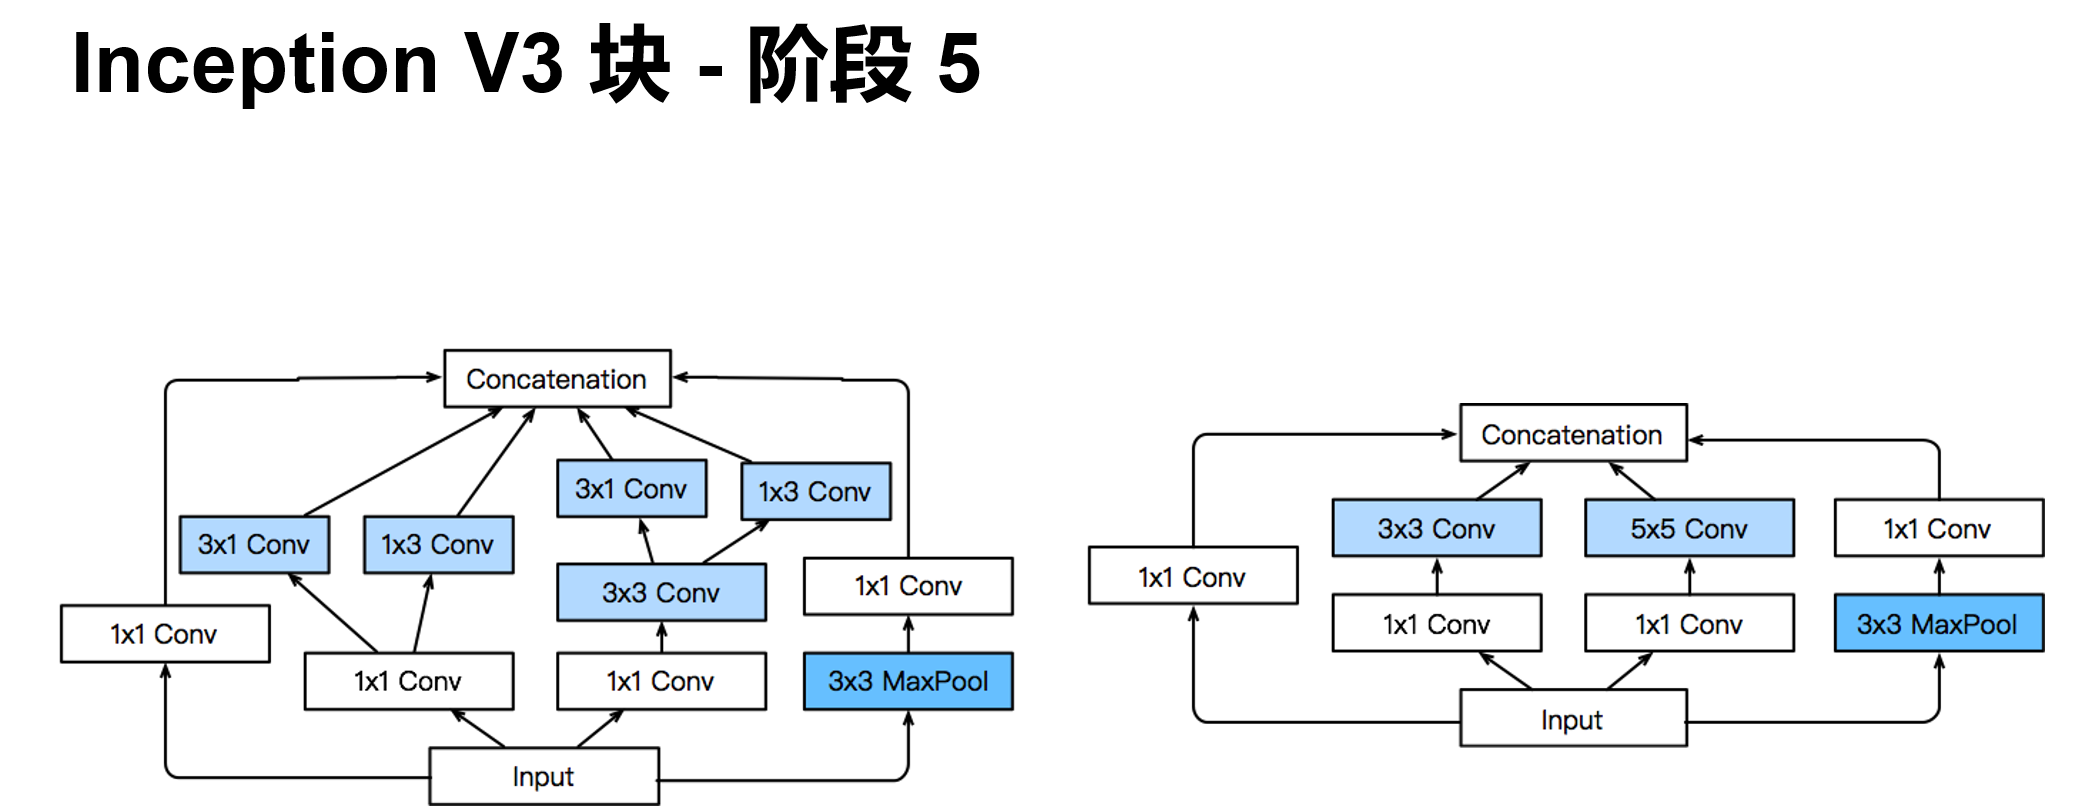 Inception V3 块 - 阶段 5
Concatenation
3x1 Conv
1x3 Conv
3x1 Conv
1x3 Conv
3x3 Conv
1x1 Conv
1x1 Conv
1x1 Conv
1x1 Conv
3x3 MaxPool
Input
Concatenation
3x3 Conv
5x5 Conv
1x1 Conv
1x1 Conv
1x1 Conv
1x1 Conv
3x3 MaxPool
Input